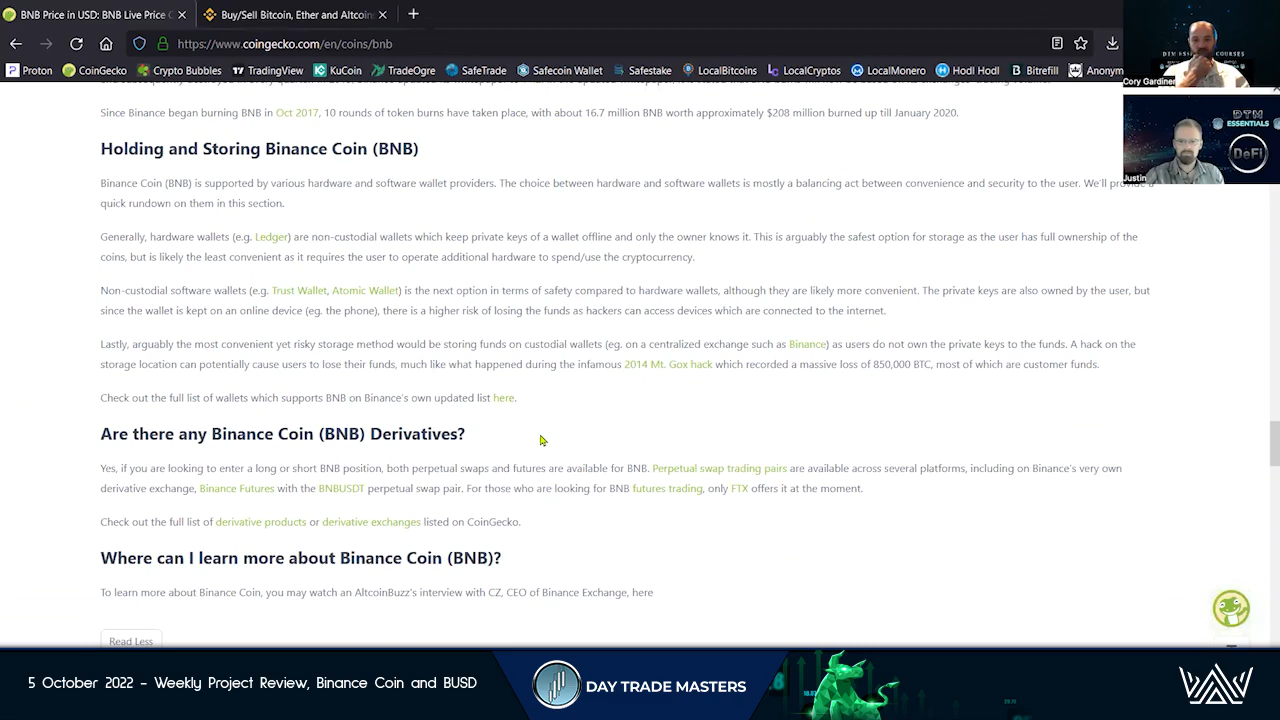 BNB Price in USD: BNB Live Price C
Buy/Sell Bitcoin, Ether and Altcoins
https://www.coingecko.com/en/coins/bnb
Proton CoinGecko Crypto Bubbles TradingView KuCoin TradeOgre SafeTrade Safecoin Wallet Safestake LocalBitcoins LocalCryptos LocalMonero Hodl Hodl Bitrefill Anonym
Cory Gardiner
DTM ESSENTIALS
DeFi
Justin
Since Binance began burning BNB in Oct 2017, 10 rounds of token burns have taken place, with about 16.7 million BNB worth approximately $208 million burned up till January 2020.
Holding and Storing Binance Coin (BNB)
Binance Coin (BNB) is supported by various hardware and software wallet providers. The choice between hardware and software wallets is mostly a balancing act between convenience and security to the user. We'll provide a
quick rundown on them in this section.
Generally, hardware wallets (e.g. Ledger) are non-custodial wallets which keep private keys of a wallet offline and only the owner knows it. This is arguably the safest option for storage as the user has full ownership of the
coins, but is likely the least convenient as it requires the user to operate additional hardware to spend/use the cryptocurrency.
Non-custodial software wallets (e.g. Trust Wallet, Atomic Wallet) is the next option in terms of safety compared to hardware wallets, although they are likely more convenient. The private keys are also owned by the user, but
since the wallet is kept on an online device (eg. the phone), there is a higher risk of losing the funds as hackers can access devices which are connected to the internet.
Lastly, arguably the most convenient yet risky storage method would be storing funds on custodial wallets (eg. on a centralized exchange such as Binance) as users do not own the private keys to the funds. A hack on the
storage location can potentially cause users to lose their funds, much like what happened during the infamous 2014 Mt. Gox hack which recorded a massive loss of 850,000 BTC, most of which are customer funds.
Check out the full list of wallets which supports BNB on Binance's own updated list here.
Are there any Binance Coin (BNB) Derivatives?
Yes, if you are looking to enter a long or short BNB position, both perpetual swaps and futures are available for BNB. Perpetual swap trading pairs are available across several platforms, including on Binance's very own
derivative exchange, Binance Futures with the BNBUSDT perpetual swap pair. For those who are looking for BNB futures trading, only FTX offers it at the moment.
Check out the full list of derivative products or derivative exchanges listed on CoinGecko.
Where can I learn more about Binance Coin (BNB)?
To learn more about Binance Coin, you may watch an AltcoinBuzz's interview with CZ, CEO of Binance Exchange, here
Read Less
5 October 2022 - Weekly Project Review, Binance Coin and BUSD
DAY TRADE MASTERS